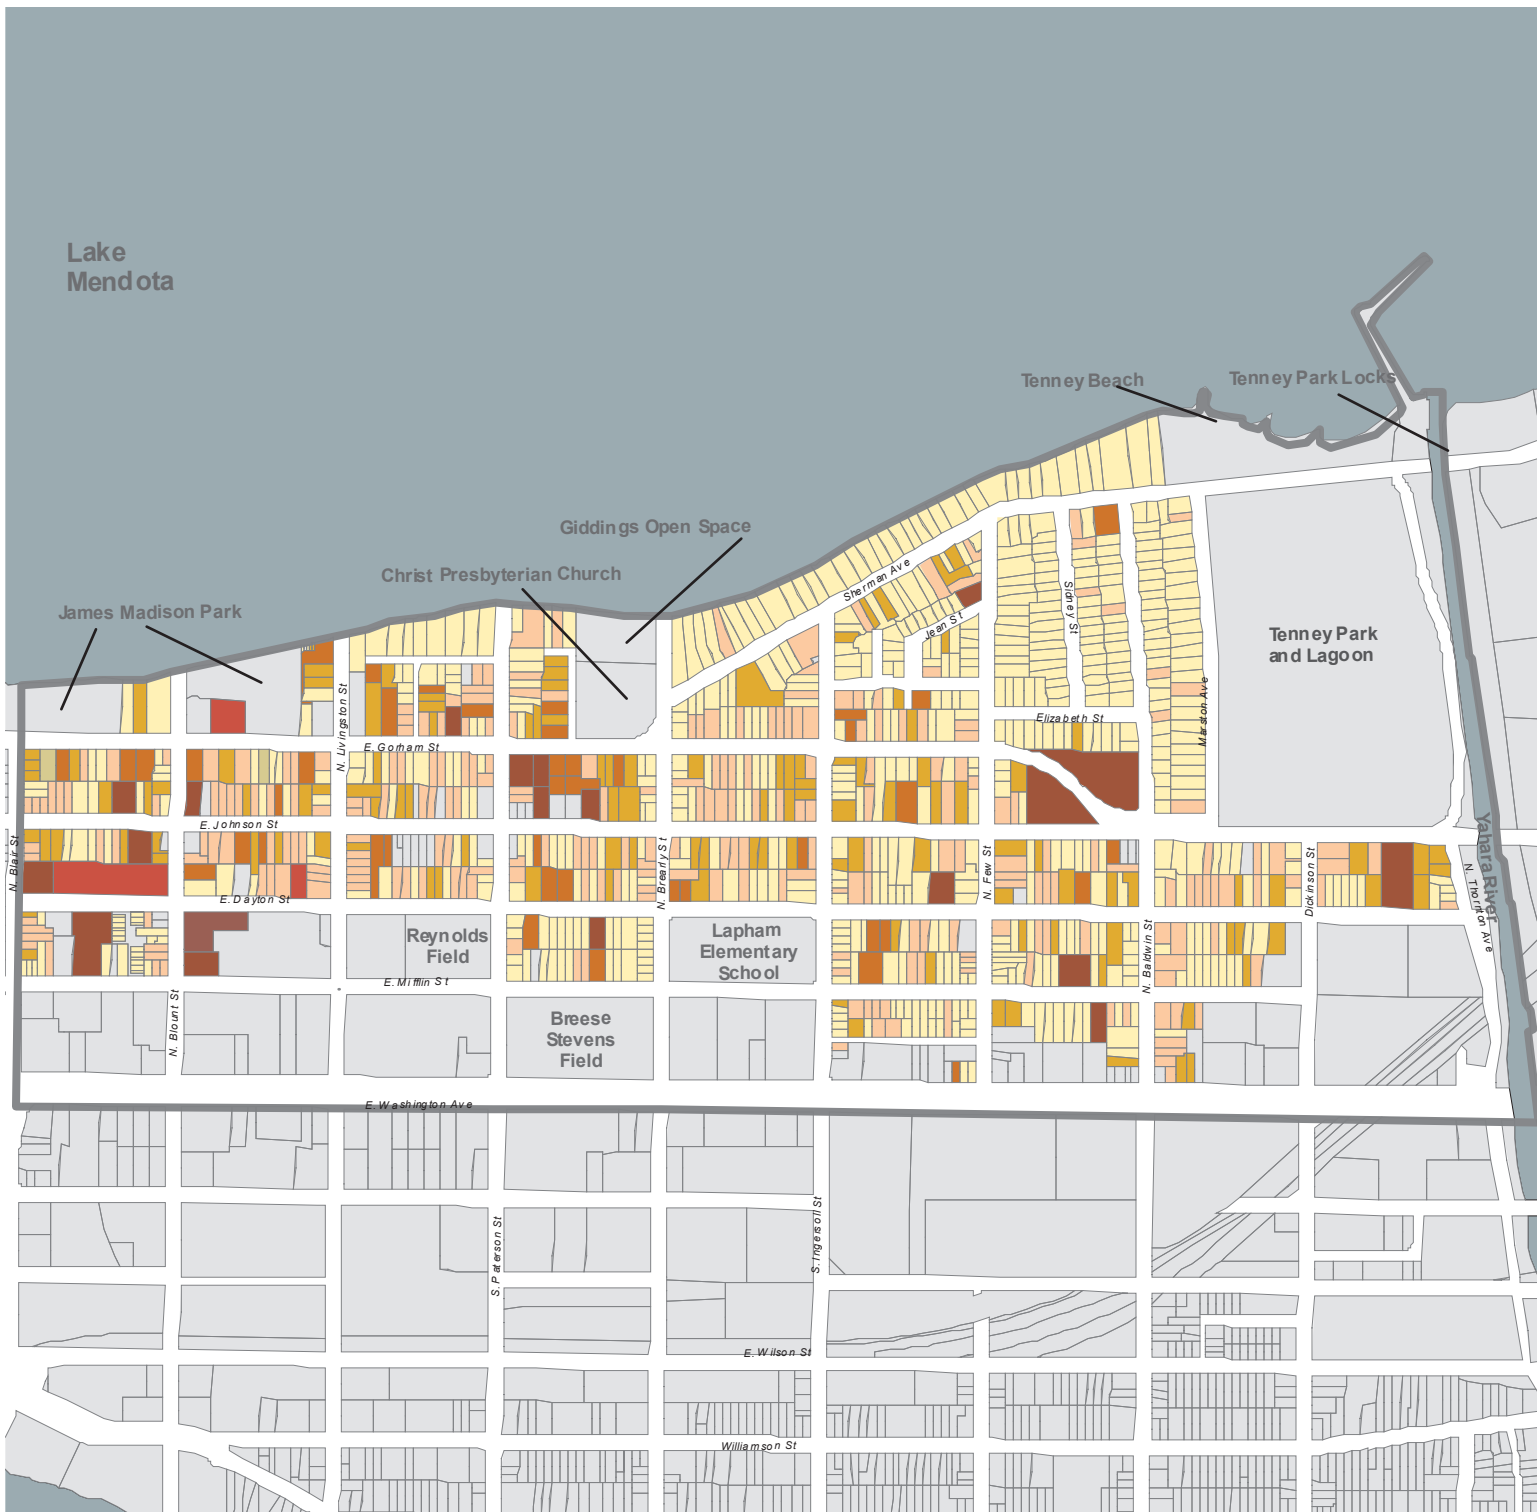 Lake
Mendota
Tenney Beach
Tenney Park Locks
Giddings Open Space
Christ Presbyterian Church
James Madison Park
Sherman Ave
Sidney St
Jean St
Tenney Park
and Lagoon
N. Livingston St
Marston Ave
Elizabeth St
E. Gorham St
E. Johnson St
N. Blair St
N. Brearly St
N. Few St
Dickinson St
Yahara River
N. Thornton Ave
E. Dayton St
Reynolds
Field
Lapham
Elementary
School
N. Baldwin St
E. Mifflin St
N. Blount St
Breese
Stevens
Field
E. Washington Ave
S. Paterson St
S. Ingersoll St
E. Wilson St
Williamson St